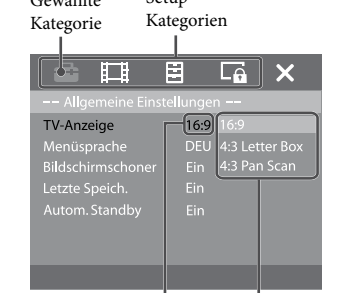 Gewählte
Kategorie
Setup
Kategorien
-- Allgemeine Einstellungen --
TV-Anzeige 16:9 16:9
Menüsprache DEU 4:3 Letter Box
Bildschirmschoner Ein 4:3 Pan Scan
Letzte Speich. Ein
Autom. Standby Ein